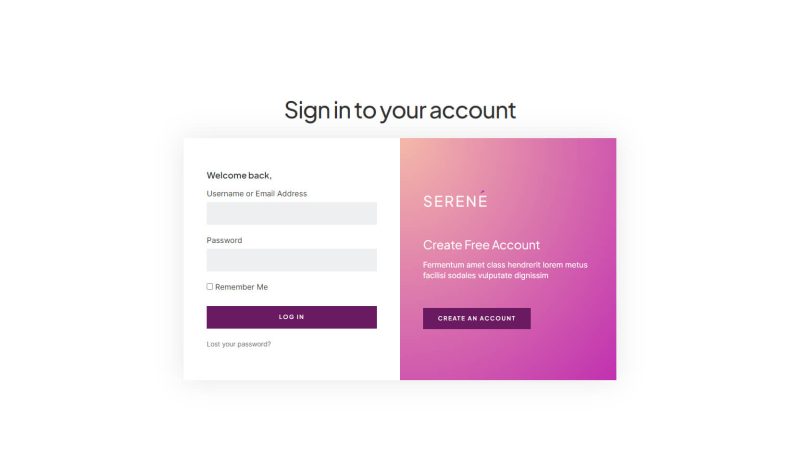 Sign in to your account
Welcome back,
Username or Email Address
Password
Remember Me
LOG IN
Lost your password?
SERENÉ
Create Free Account
Fermentum amet class hendrerit lorem metus
facilisi sodales vulputate dignissim
CREATE AN ACCOUNT